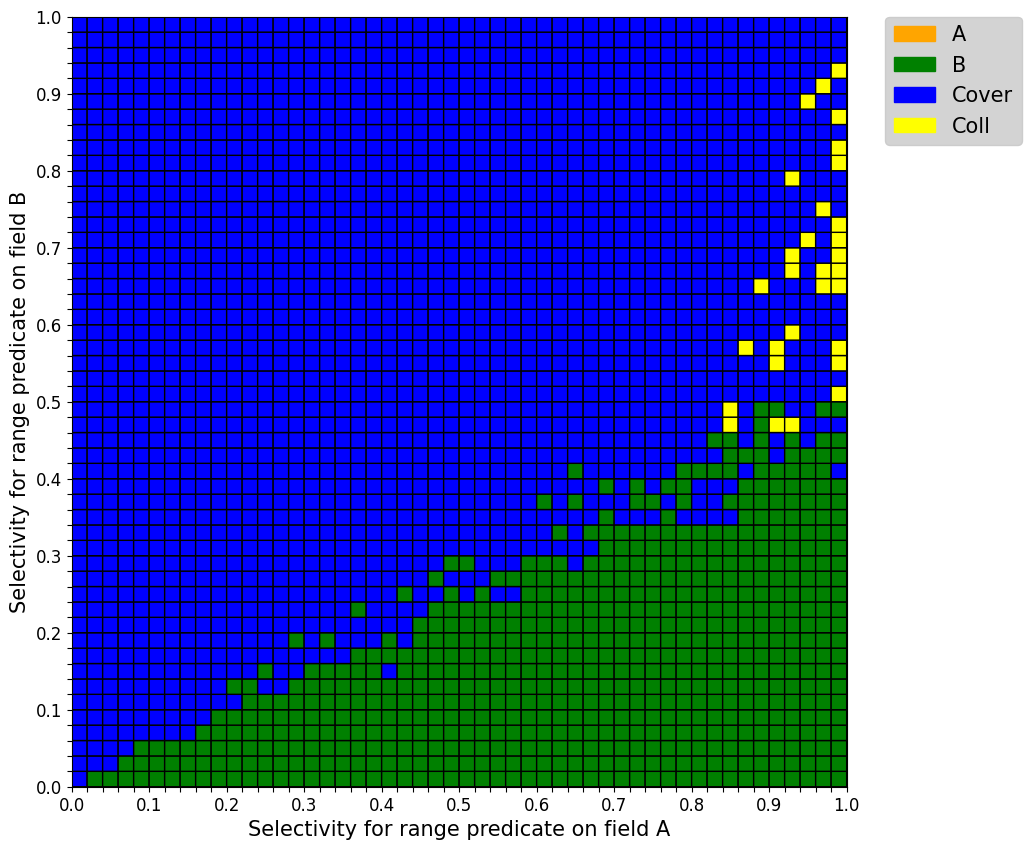 1.0
0.9
0.8
0.7
0.6
0.5
0.4
0.3
0.2
0.1
0.0
Selectivity for range predicate on field B
0.0 0.1 0.2 0.3 0.4 0.5 0.6 0.7 0.8 0.9 1.0
Selectivity for range predicate on field A
A
B
Cover
Coll